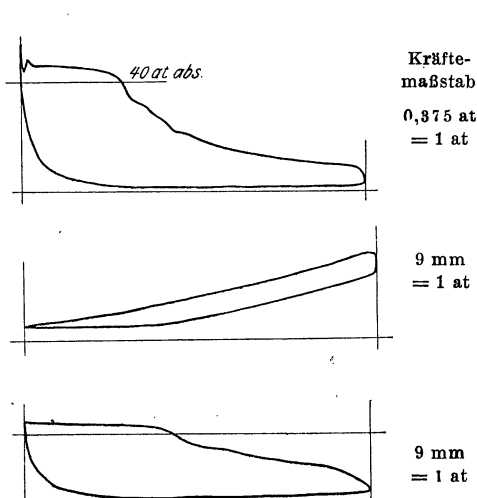 40 at abs.
Kräfte-
maßstab
0,375 at
= 1 at
9 mm
= 1 at
9 mm
= 1 at